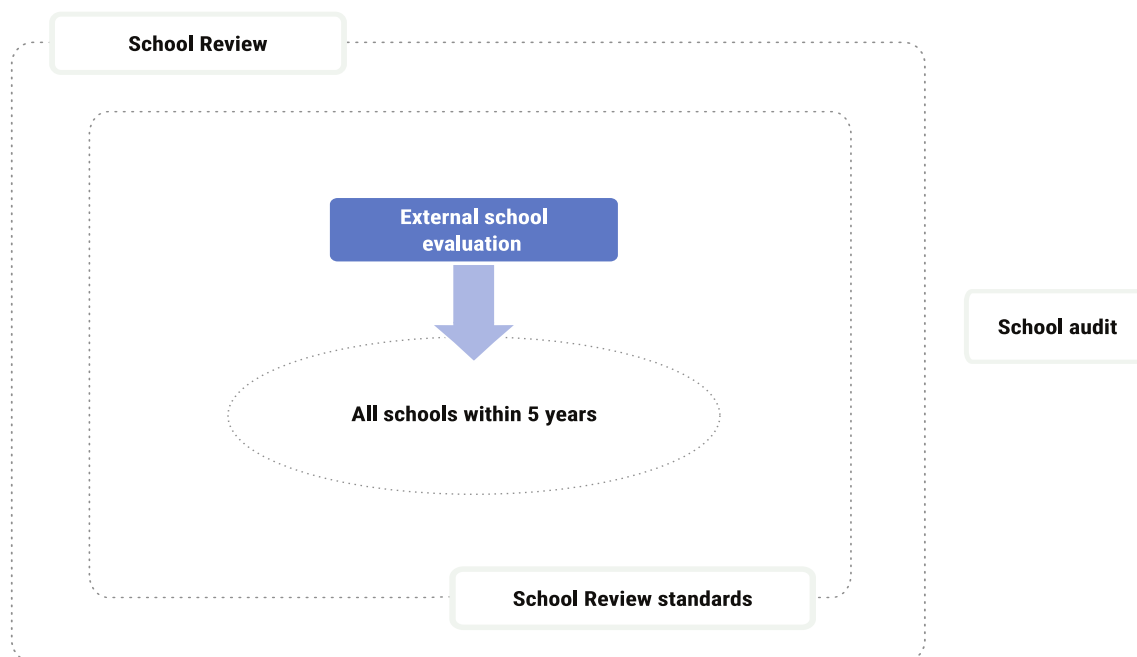 School Review
External school
evaluation
School audit
All schools within 5 years
School Review standards